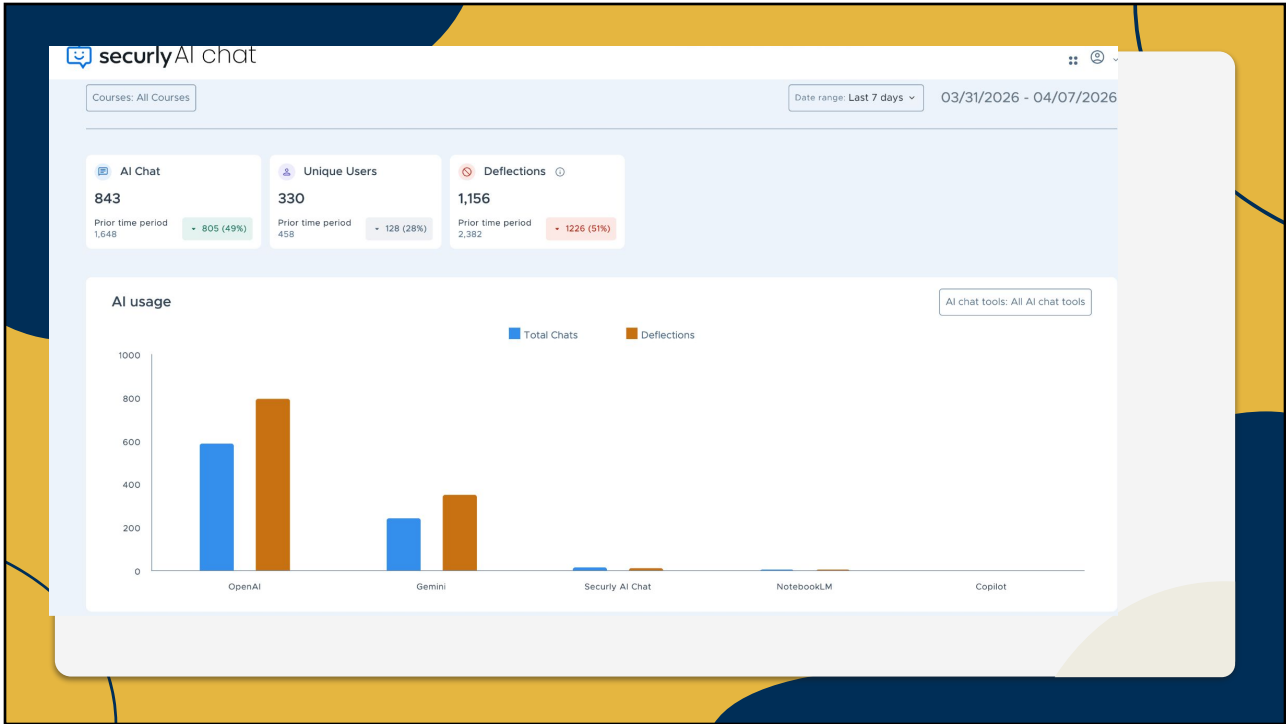 securly AI chat
Courses: All Courses
Date range: Last 7 days
03/31/2026 - 04/07/2026
AI Chat
843
Prior time period
1,648
805 (49%)
Unique Users
330
Prior time period
458
128 (28%)
Deflections
1,156
Prior time period
2,382
1226 (51%)
AI usage
AI chat tools: All AI chat tools
Total Chats
Deflections
1000
800
600
400
200
0
OpenAI
Gemini
Securly AI Chat
NotebookLM
Copilot